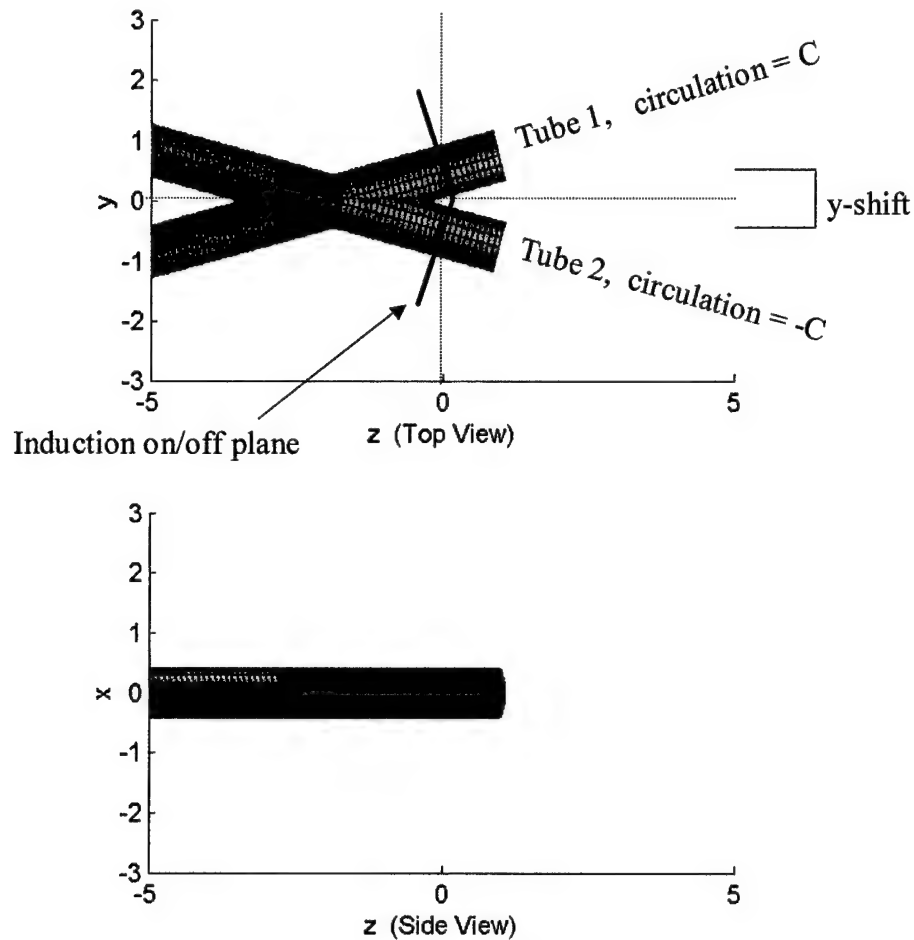 3
2
1
0
-1
-2
-3
y
-5
0
5
z (Top View)
Tube 1, circulation = C
y-shift
Tube 2, circulation = -C
Induction on/off plane
3
2
1
0
-1
-2
-3
x
-5
0
5
z (Side View)